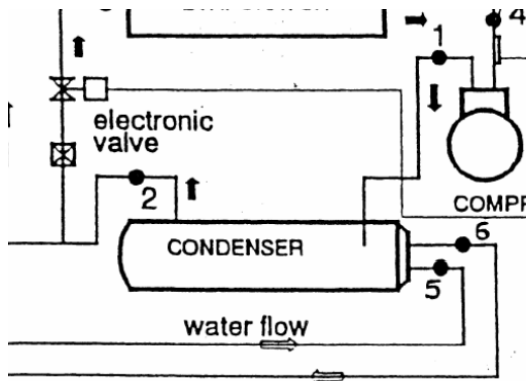 4
1
electronic
valve
2
COMPR
6
CONDENSER
5
water flow